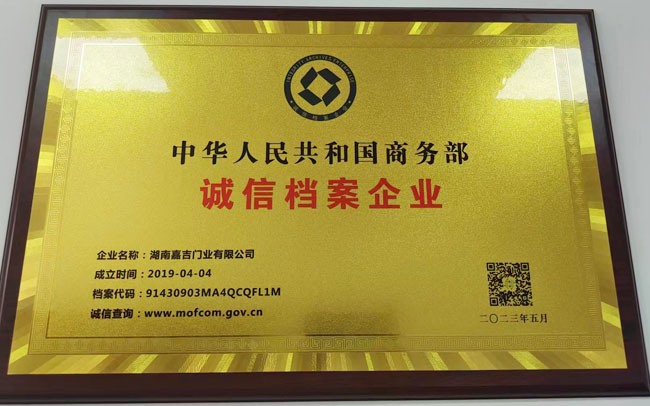 中华人民共和国商务部
诚信档案企业
企业名称：湖南嘉吉门业有限公司
成立时间：2019-04-04
档案代码：91430903MA4QCQFL1M
诚信查询：www.mofcom.gov.cn
二〇二三年五月